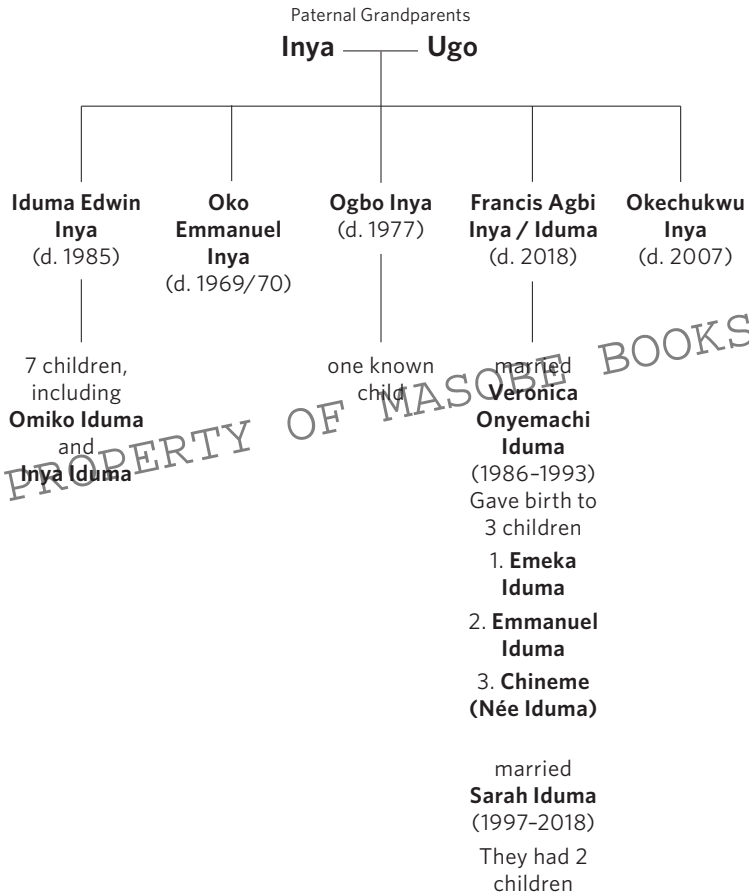 Paternal Grandparents
Inya Ugo
Iduma Edwin
Inya
(d. 1985)
Oko
Emmanuel
Inya
(d. 1969/70)
Ogbo Inya
(d. 1977)
Francis Agbi
Inya / Iduma
(d. 2018)
Okechukwu
Inya
(d. 2007)
7 children,
including
Omiko Iduma
and
Inya Iduma
one known
child
married
Veronica
Onyemachi
Iduma
(1986–1993)
Gave birth to
3 children
1. Emeka
Iduma
2. Emmanuel
Iduma
3. Chineme
(Née Iduma)
married
Sarah Iduma
(1997–2018)
They had 2
children
PROPERTY OF MASOBE BOOKS